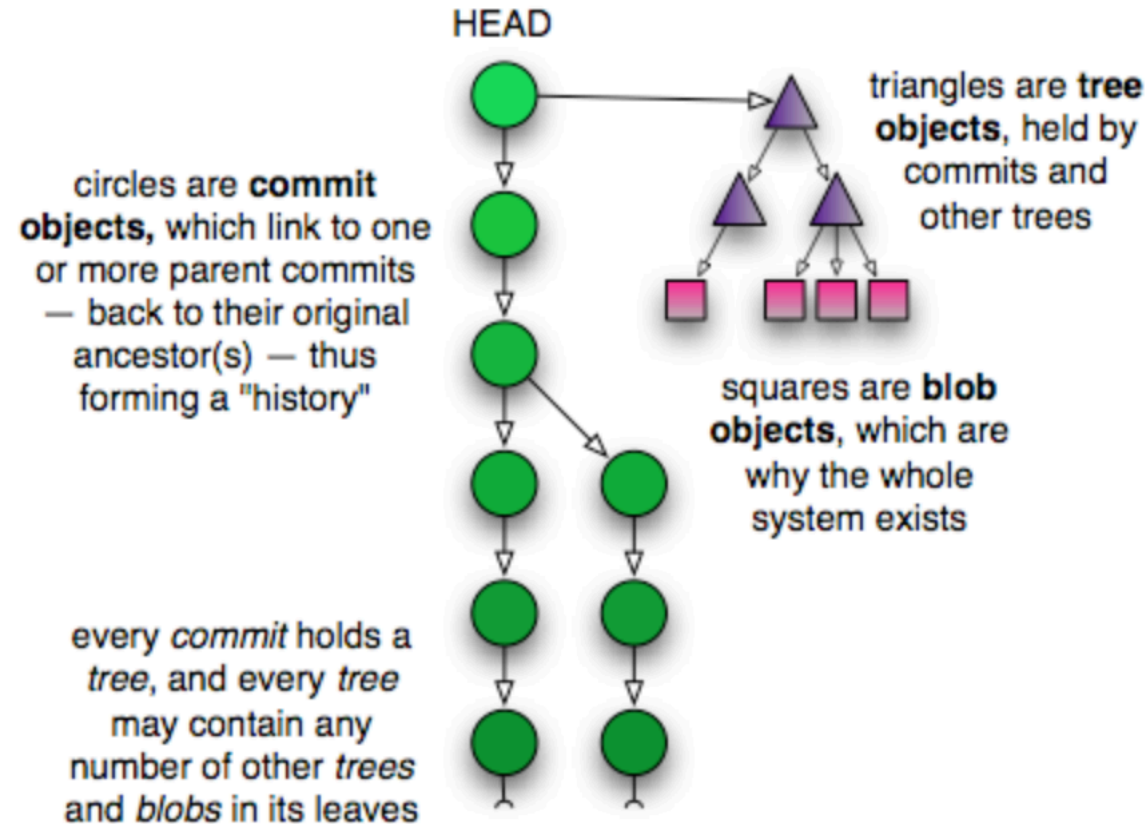 HEAD
triangles are tree
objects, held by
commits and
other trees
circles are commit
objects, which link to one
or more parent commits
— back to their original
ancestor(s) — thus
forming a "history"
squares are blob
objects, which are
why the whole
system exists
every commit holds a
tree, and every tree
may contain any
number of other trees
and blobs in its leaves